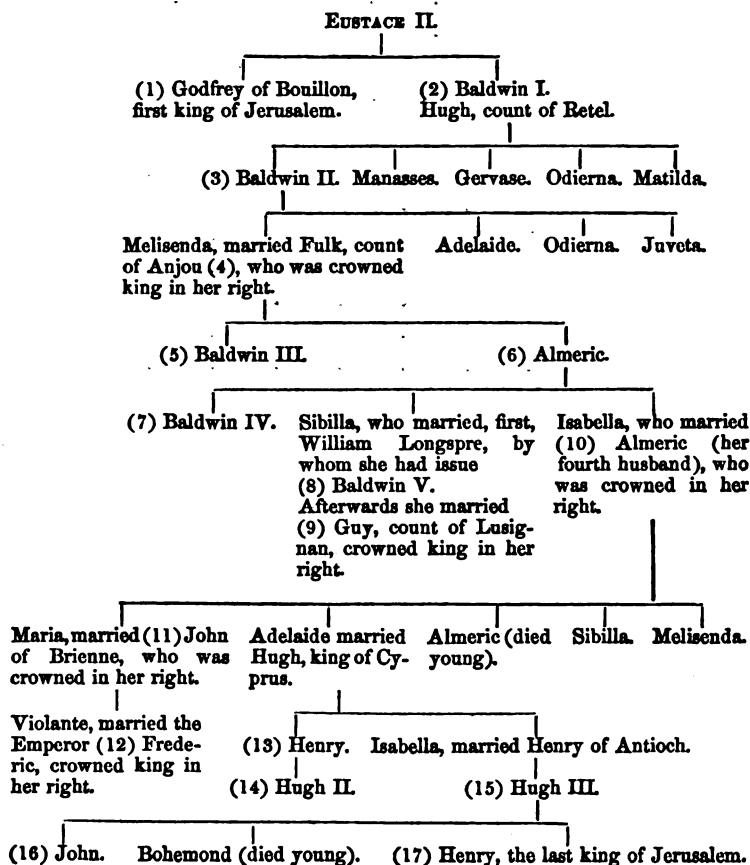 EUSTACE II.
(1) Godfrey of Bouillon,
first king of Jerusalem.
(2) Baldwin I.
Hugh, count of Retel.
(3) Baldwin II. Manasses. Gervase. Odierna. Matilda.
Melisenda, married Fulk, count
of Anjou (4), who was crowned
king in her right.
Adelaide. Odierna. Juveta.
(5) Baldwin III. (6) Almeric.
(7) Baldwin IV.
Sibilla, who married, first,
William Longspre, by
whom she had issue
(8) Baldwin V.
Afterwards she married
(9) Guy, count of Lusig-
nan, crowned king in her
right.
Isabella, who married
(10) Almeric (her
fourth husband), who
was crowned in her
right.
Maria, married (11) John
of Brienne, who was
crowned in her right.
Adelaide married
Hugh, king of Cy-
prus.
Almeric (died
young).
Sibilla. Melisenda.
Violante, married the
Emperor (12) Frede-
ric, crowned king in
her right.
(13) Henry. Isabella, married Henry of Antioch.
(14) Hugh II. (15) Hugh III.
(16) John. Bohemond (died young). (17) Henry, the last king of Jerusalem.